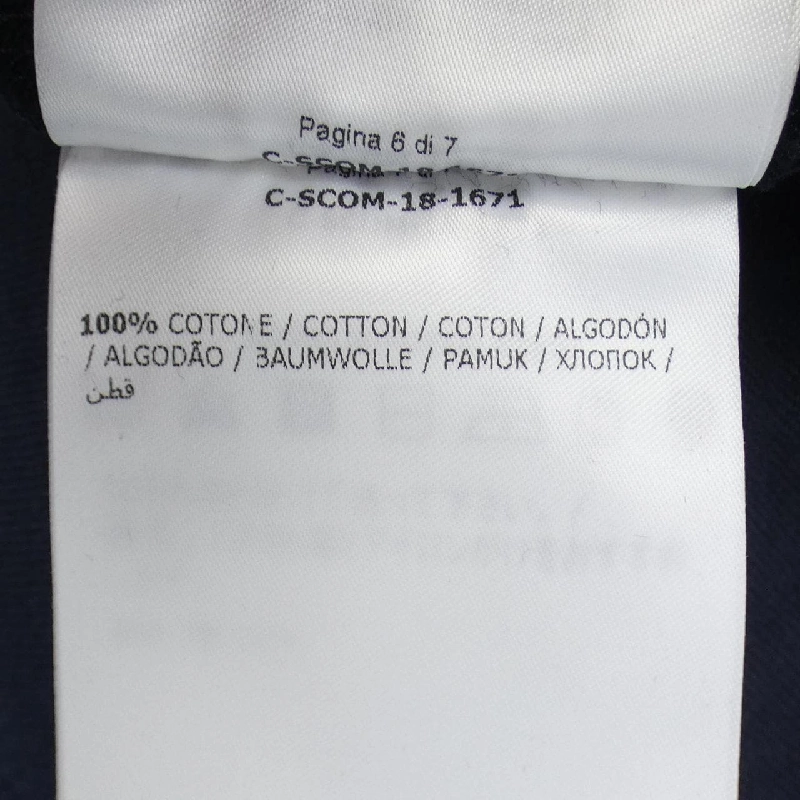 Pagina 6 di 7
C-SCOM-18-1671
100% COTONE / COTTON / COTON / ALGODÓN
/ ALGODÃO / BAUMWOLLE / PAMUK / ХЛОПОК /
قطن